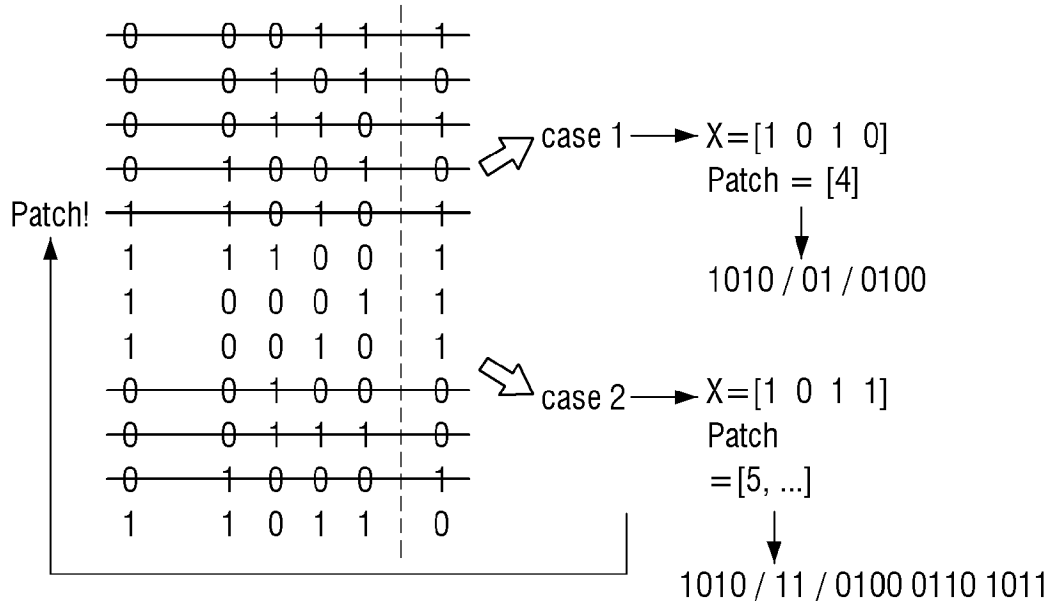 0 0 0 1 1 1
0 0 1 0 1 0
0 0 1 1 0 1
0 1 0 0 1 0
Patch! 1 1 0 1 0 1
1 1 1 0 0 1
1 0 0 0 1 1
1 0 0 1 0 1
0 0 1 0 0 0
0 0 1 1 1 0
0 1 0 0 0 1
1 1 0 1 1 0
case 1
X=[1 0 1 0]
Patch = [4]
1010 / 01 / 0100
case 2
X=[1 0 1 1]
Patch
=[5, ...]
1010 / 11 / 0100 0110 1011